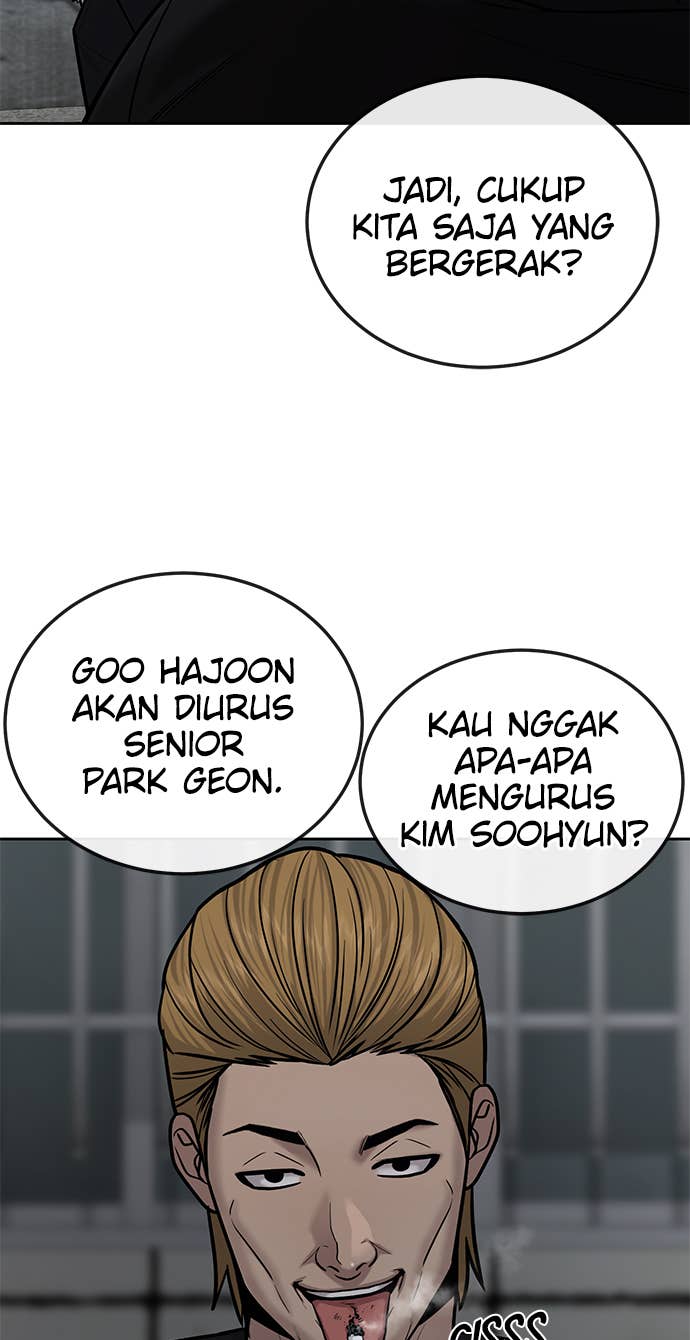 JADI, CUKUP
KITA SAJA YANG
BERGERAK?
GOO HAJOON
AKAN DIURUS
SENIOR
PARK GEON.
KAU NGGAK
APA-APA
MENGURUS
KIM SOOHYUN?
CISSS